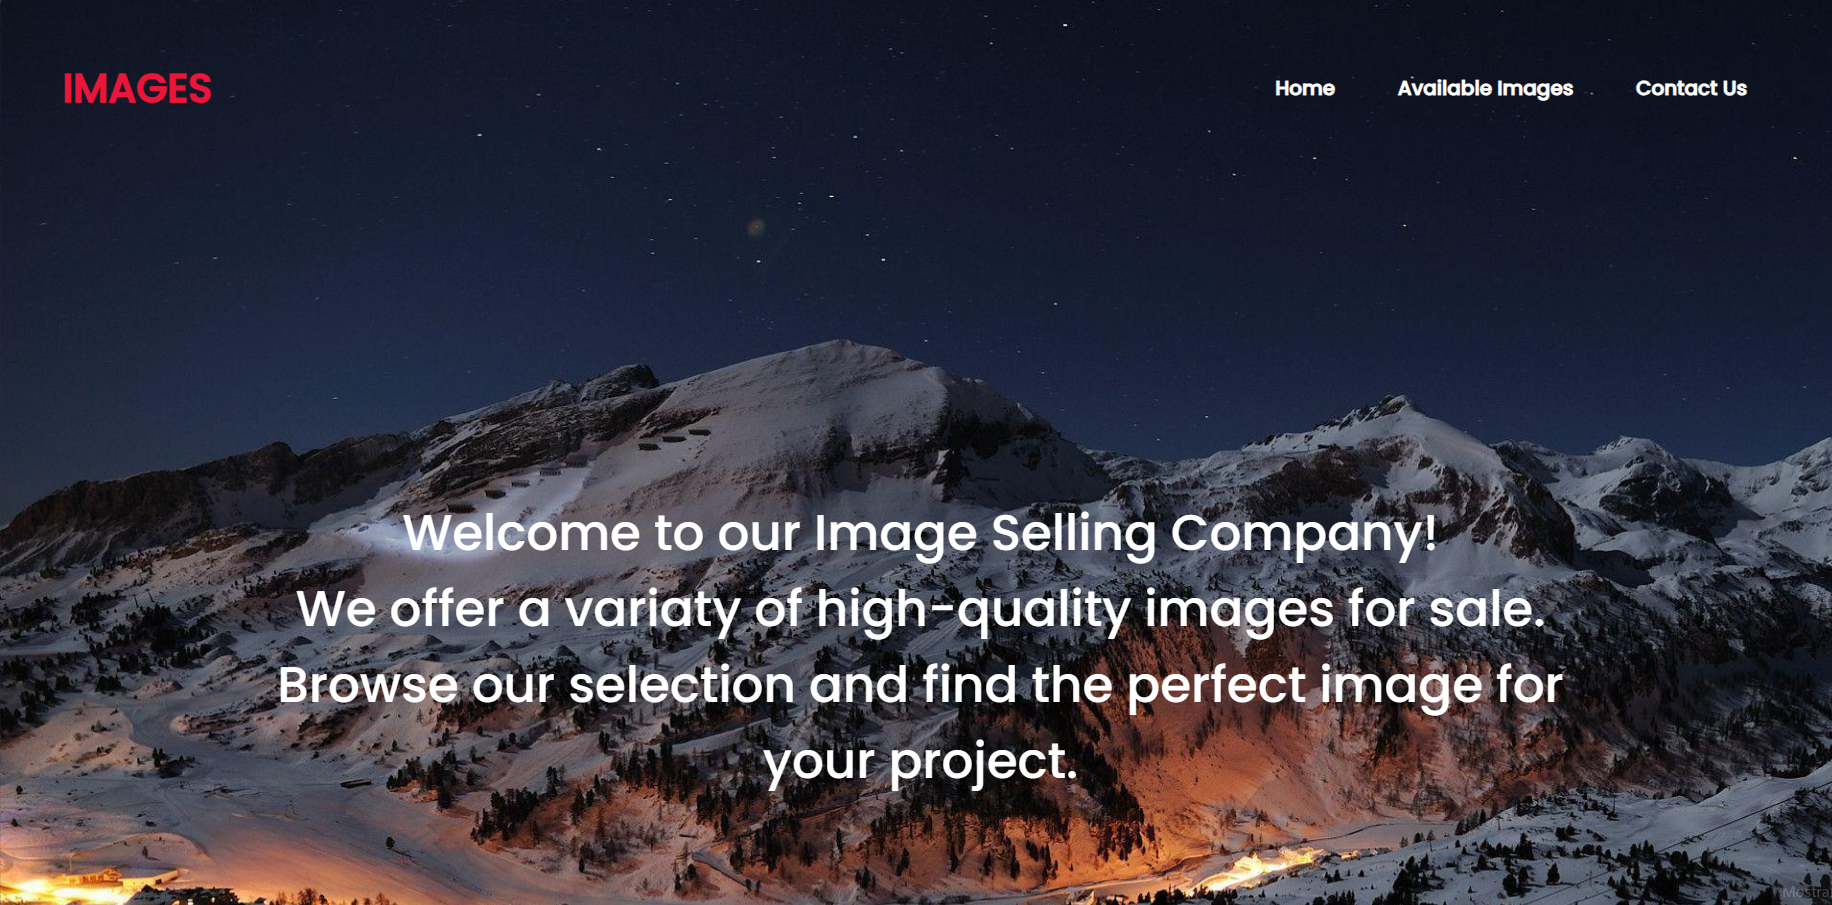 IMAGES
Home Available Images Contact Us
Welcome to our Image Selling Company!
We offer a variaty of high-quality images for sale.
Browse our selection and find the perfect image for
your project.
Mostra